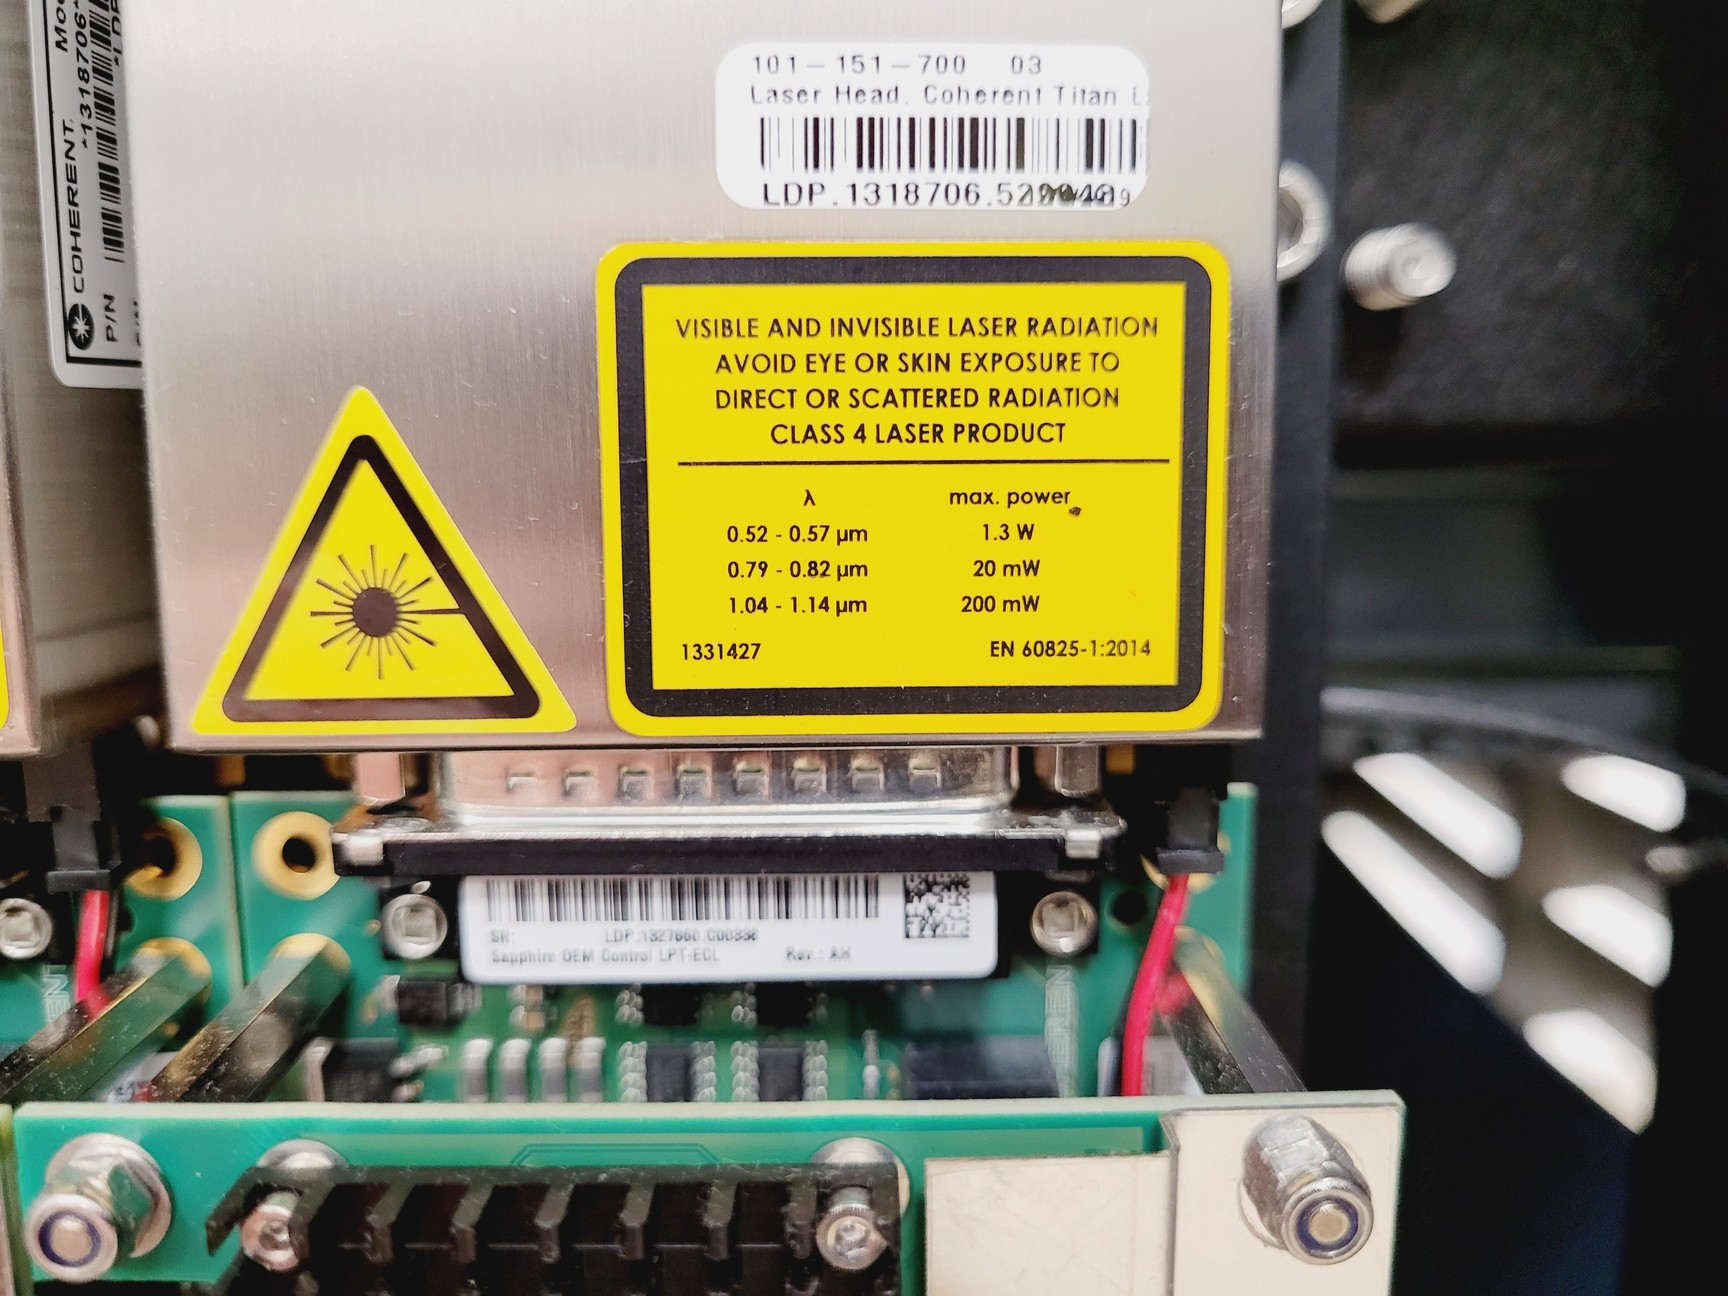 COHERENT
P/N
*1318706*
101-151-700 03
Laser Head, Coherent Titan
VISIBLE AND INVISIBLE LASER RADIATION
AVOID EYE OR SKIN EXPOSURE TO
DIRECT OR SCATTERED RADIATION
CLASS 4 LASER PRODUCT
λ max. power
0.52 - 0.57 µm 1.3 W
0.79 - 0.82 µm 20 mW
1.04 - 1.14 µm 200 mW
1331427 EN 60825-1:2014
SR:
Sapphire OEM Control LPT-ECL Rev.: AH